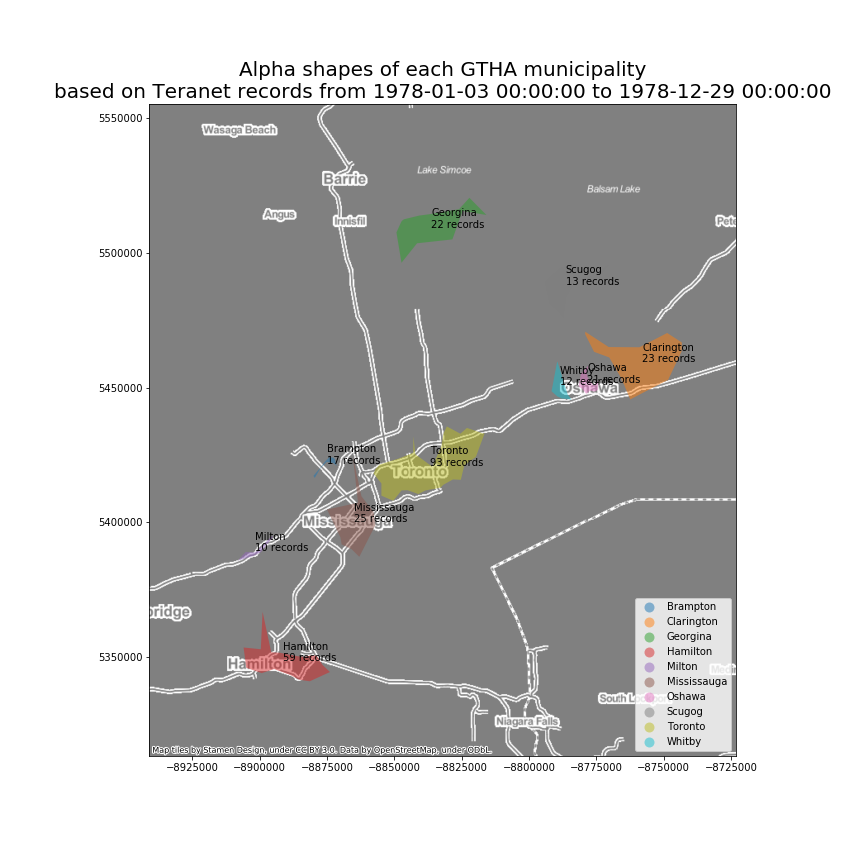 Alpha shapes of each GTHA municipality
based on Teranet records from 1978-01-03 00:00:00 to 1978-12-29 00:00:00
5550000
Wasaga Beach
Lake Simcoe
Barrie
Balsam Lake
Angus
Innisfil
Georgina
22 records
Pete
5500000
Scugog
13 records
Clarington
23 records
Whitby
12 records
Oshawa
21 records
Oshawa
5450000
Brampton
17 records
Toronto
93 records
Toronto
Mississauga
25 records
Mississauga
5400000
Milton
10 records
bridge
Hamilton
59 records
Hamilton
5350000
Niagara Falls
South Loc
Brampton
Clarington
Georgina
Hamilton
Milton
Mississauga
Oshawa
Scugog
Toronto
Whitby
Map tiles by Stamen Design, under CC BY 3.0. Data by OpenStreetMap, under ODbL.
−8925000 −8900000 −8875000 −8850000 −8825000 −8800000 −8775000 −8750000 −8725000